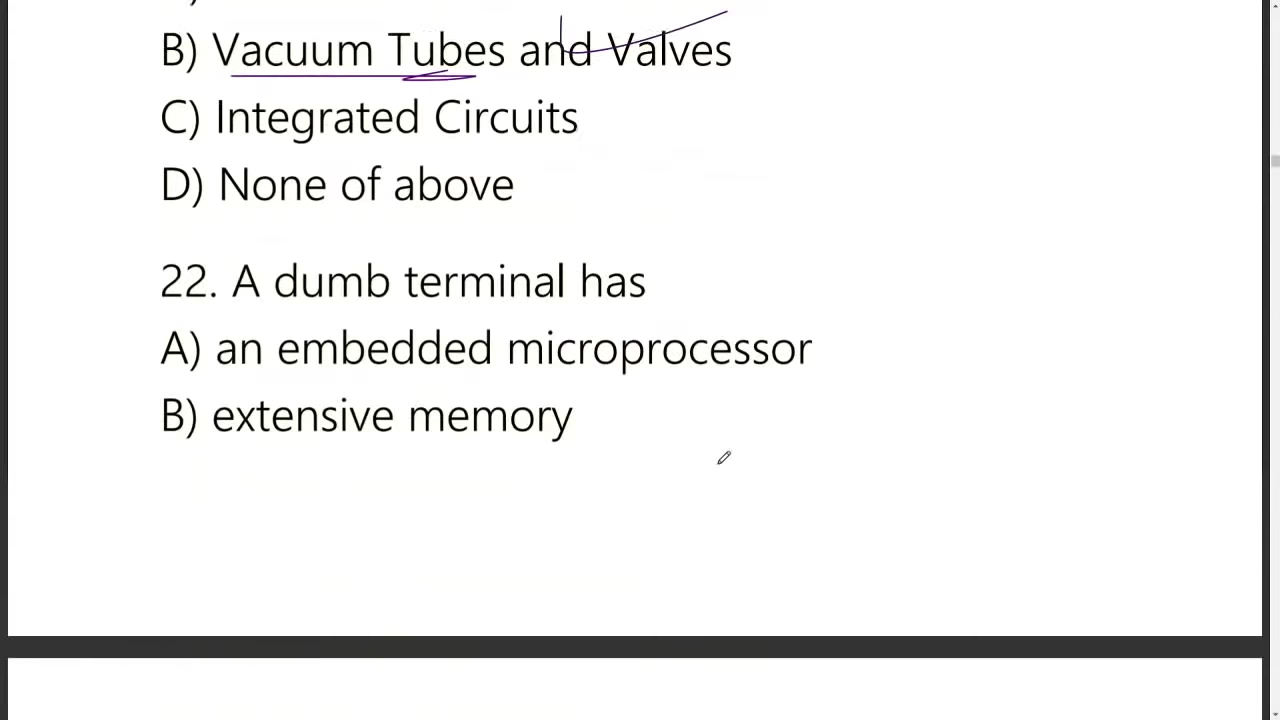 B) Vacuum Tubes and Valves
C) Integrated Circuits
D) None of above
22. A dumb terminal has
A) an embedded microprocessor
B) extensive memory